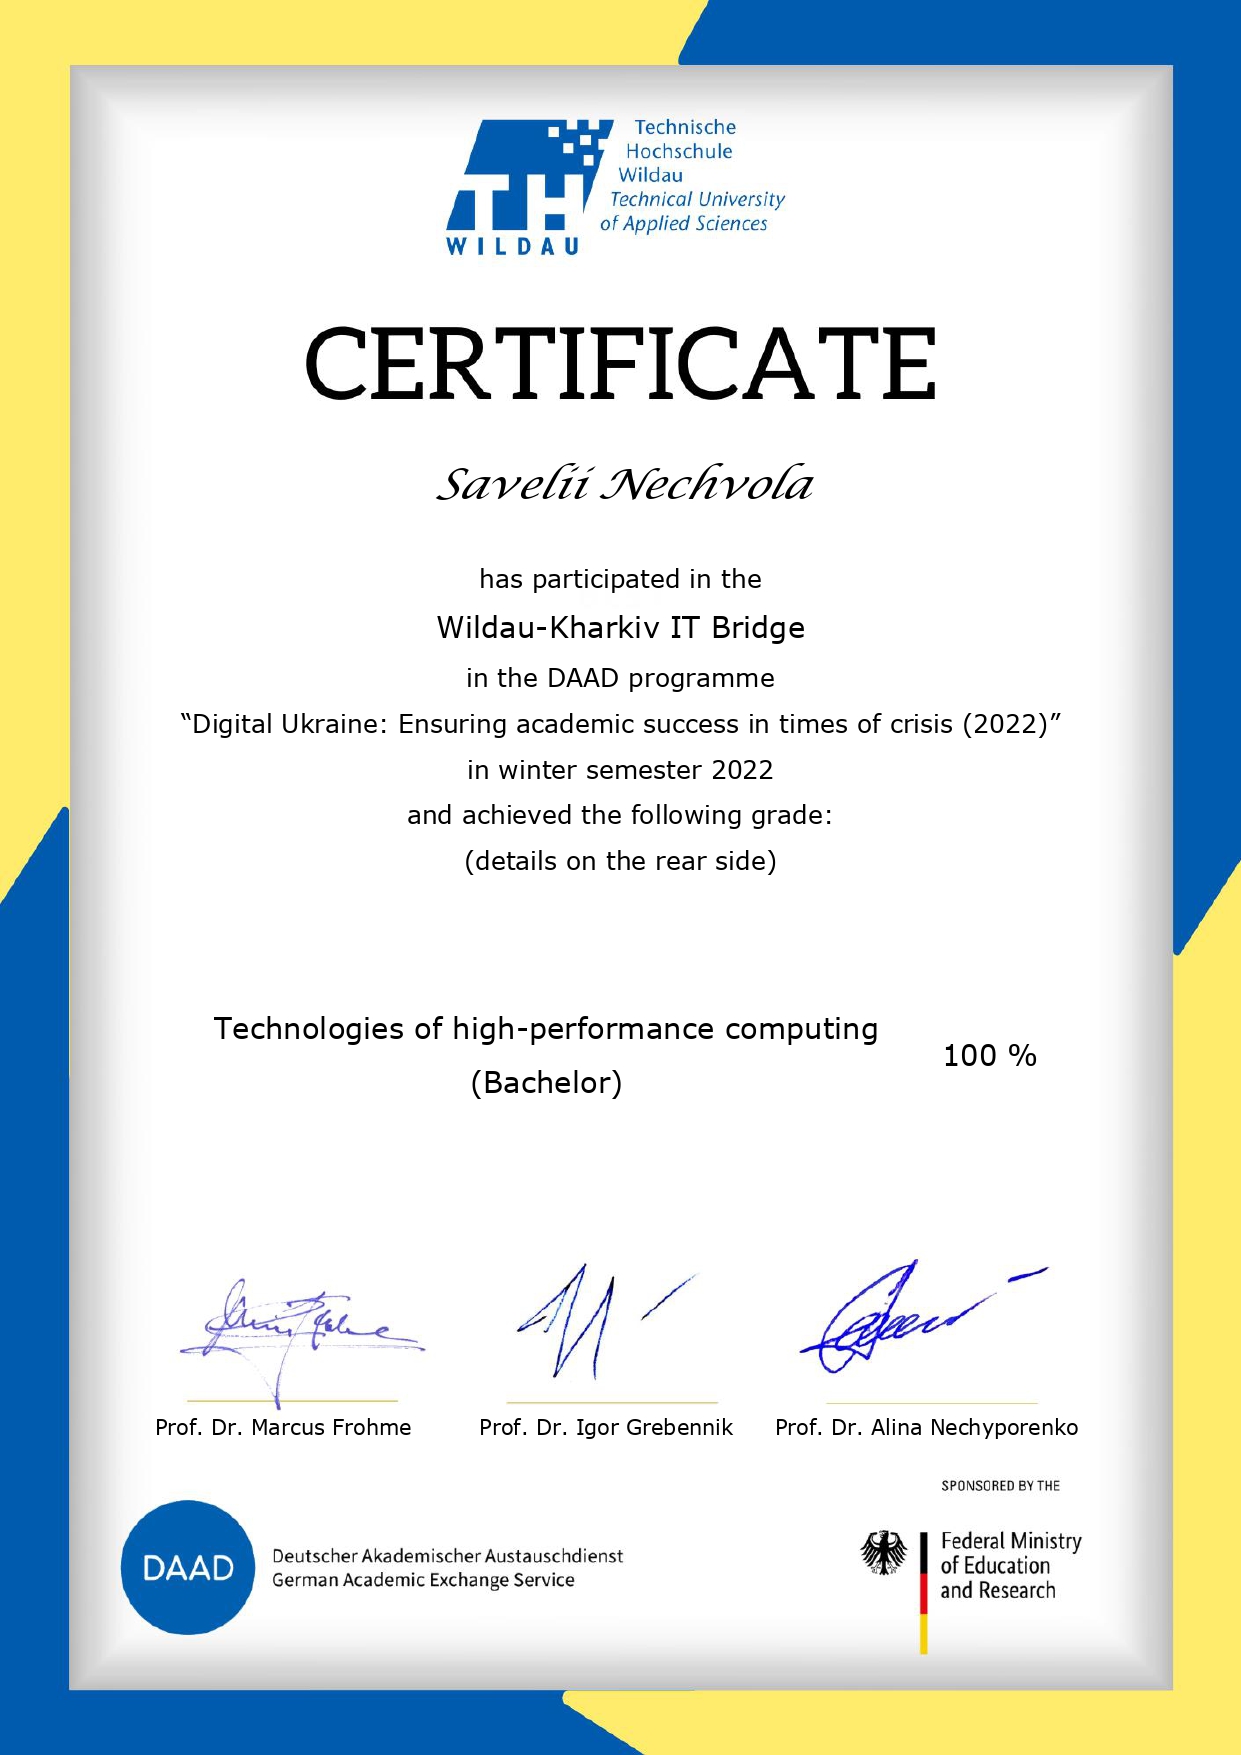 Technische
Hochschule
Wildau
Technical University
of Applied Sciences
TH
WILDAU
CERTIFICATE
Savelii Nechvola
has participated in the
Wildau-Kharkiv IT Bridge
in the DAAD programme
“Digital Ukraine: Ensuring academic success in times of crisis (2022)”
in winter semester 2022
and achieved the following grade:
(details on the rear side)
Technologies of high-performance computing
(Bachelor)
100 %
Prof. Dr. Marcus Frohme
Prof. Dr. Igor Grebennik
Prof. Dr. Alina Nechyporenko
SPONSORED BY THE
DAAD
Deutscher Akademischer Austauschdienst
German Academic Exchange Service
Federal Ministry
of Education
and Research